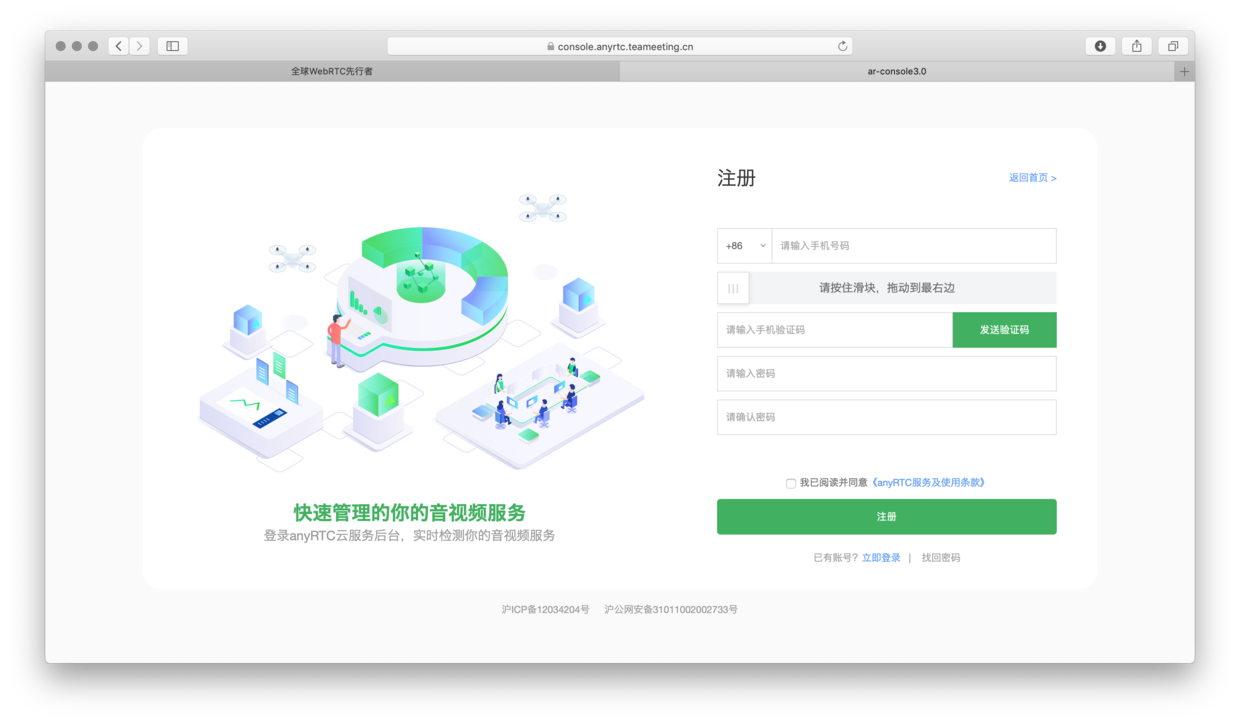 console.anyrtc.teameeting.cn
全球WebRTC先行者
ar-console3.0
注册
返回首页 >
+86
请输入手机号码
请按住滑块，拖动到最右边
请输入手机验证码
发送验证码
请输入密码
请确认密码
我已阅读并同意《anyRTC服务及使用条款》
注册
已有账号？立即登录 | 找回密码
快速管理的你的音视频服务
登录anyRTC云服务后台，实时检测你的音视频服务
沪ICP备12034204号 沪公网安备31011002002733号